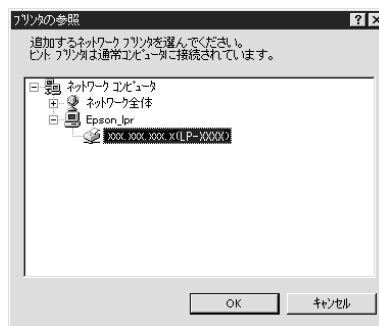 プリンタの参照
追加するネットワーク プリンタを選んでください。
ヒント プリンタは通常コンピュータに接続されています。
ネットワーク コンピュータ
ネットワーク全体
Epson_lpr
xxx.xxx.xxx.x(LP-XXXX)
OK
キャンセル